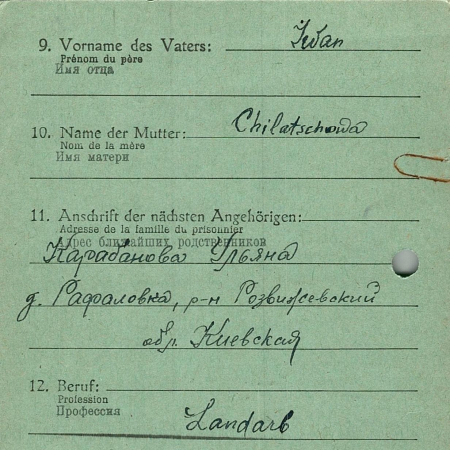 9. Vorname des Vaters: Iван
Prénom du père
Имя отца
10. Name der Mutter: Chilatschowa
Nom de la mère
Имя матери
11. Anschrift der nächsten Angehörigen:
Adresse de la famille du prisonnier
Адрес ближайших родственников
Карабанова Ульяна
д. Рафаловка, р-н Розвижевский
обл. Киевская
12. Beruf:
Profession
Профессия
Landarb